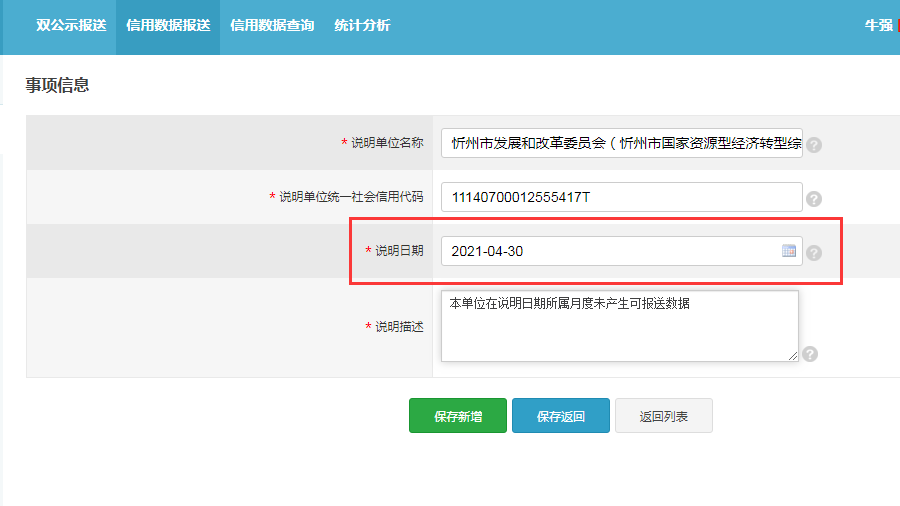 双公示报送 信用数据报送 信用数据查询 统计分析 牛强
事项信息
* 说明单位名称 忻州市发展和改革委员会（忻州市国家资源型经济转型综
* 说明单位统一社会信用代码 11140700012555417T
* 说明日期 2021-04-30
* 说明描述 本单位在说明日期所属月度未产生可报送数据
保存新增 保存返回 返回列表